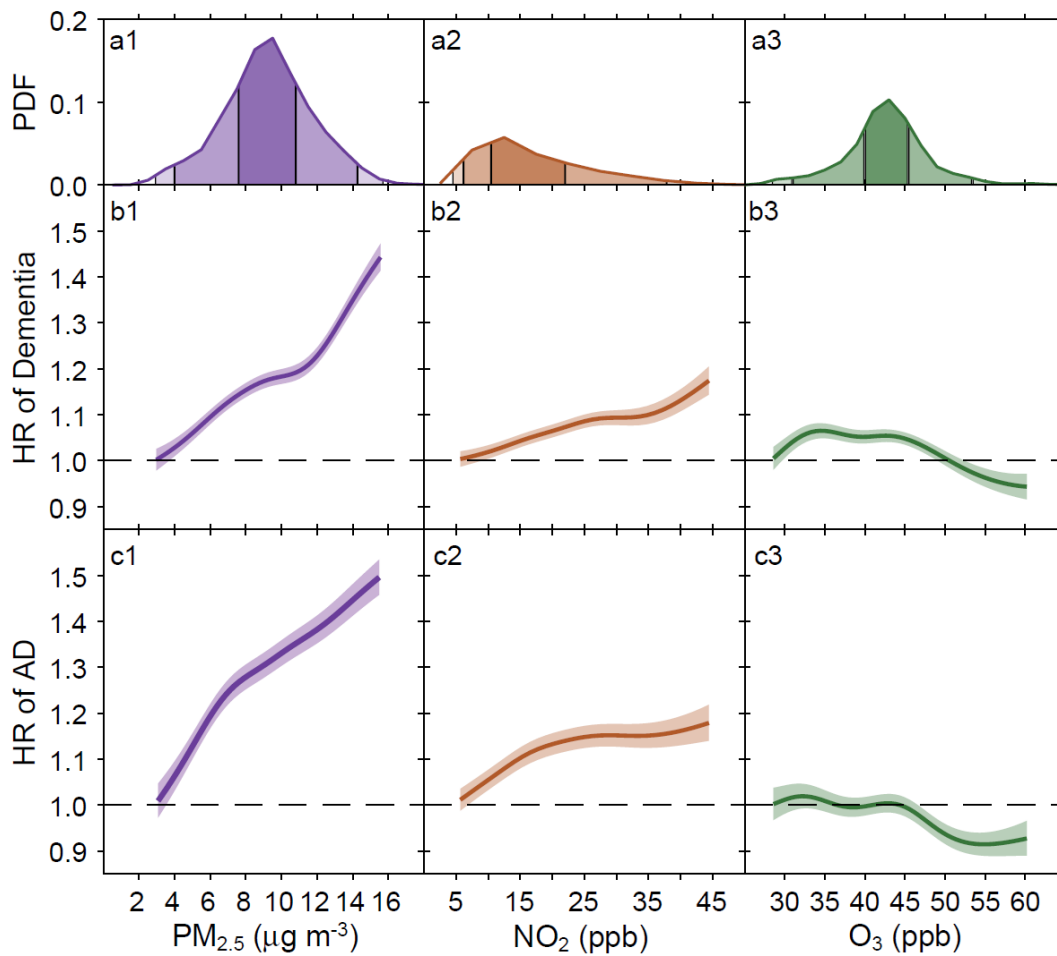 0.2
0.1
0.0
PDF
a1
a2
a3
1.5
1.4
1.3
1.2
1.1
1.0
0.9
HR of Dementia
b1
b2
b3
1.5
1.4
1.3
1.2
1.1
1.0
0.9
HR of AD
c1
c2
c3
2 4 6 8 10 12 14 16
5 15 25 35 45
30 35 40 45 50 55 60
PM2.5 (μg m-3)
NO2 (ppb)
O3 (ppb)